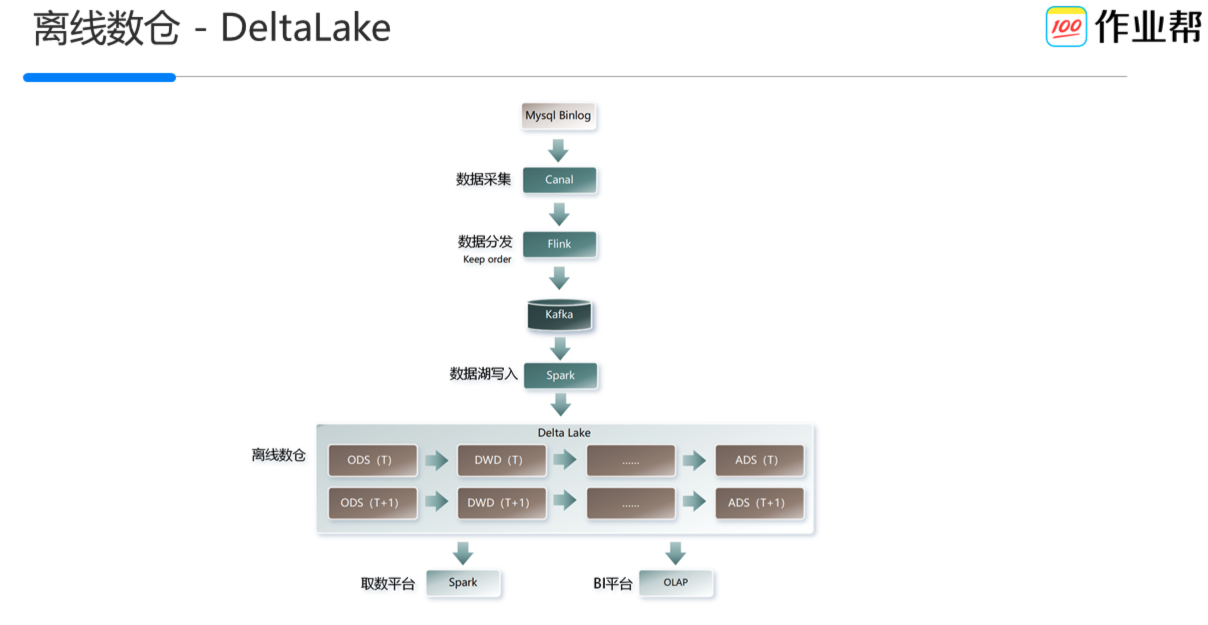 离线数仓 - DeltaLake
100 作业帮
Mysql Binlog
数据采集 Canal
数据分发 Flink
Keep order
Kafka
数据湖写入 Spark
Delta Lake
离线数仓
ODS（T） DWD（T） ...... ADS（T）
ODS（T+1） DWD（T+1） ...... ADS（T+1）
取数平台 Spark BI平台 OLAP